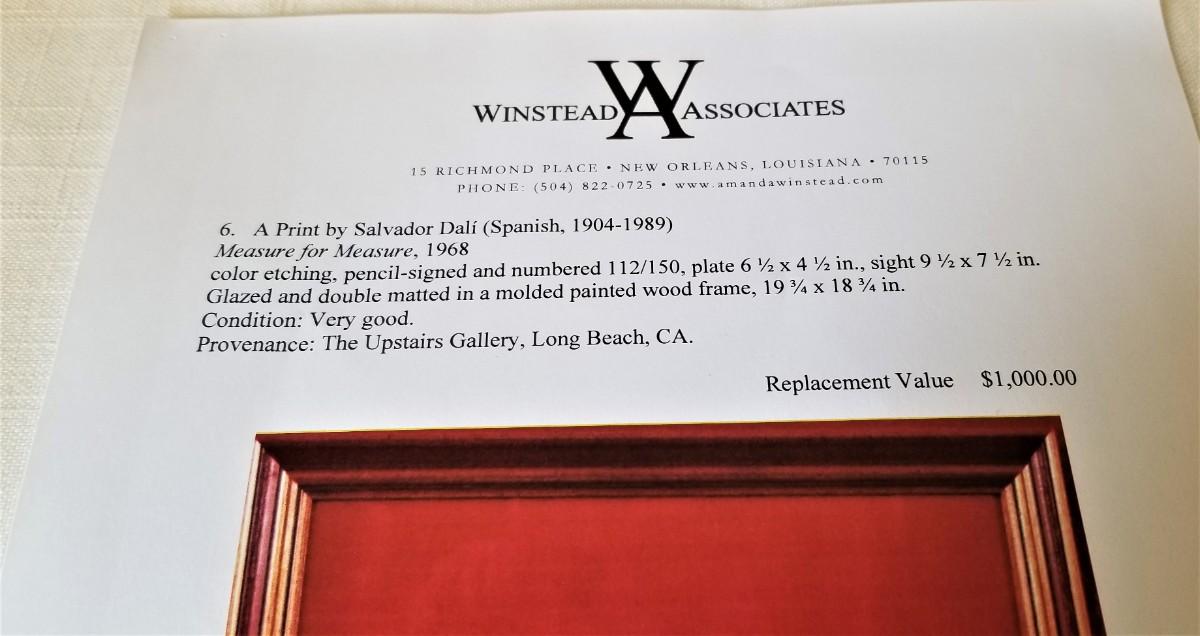 WINSTEAD WA ASSOCIATES
15 RICHMOND PLACE • NEW ORLEANS, LOUISIANA • 70115
PHONE: (504) 822-0725 • www.amandawinstead.com
6. A Print by Salvador Dalí (Spanish, 1904-1989)
Measure for Measure, 1968
color etching, pencil-signed and numbered 112/150, plate 6 ½ x 4 ½ in., sight 9 ½ x 7 ½ in.
Glazed and double matted in a molded painted wood frame, 19 ¾ x 18 ¾ in.
Condition: Very good.
Provenance: The Upstairs Gallery, Long Beach, CA.
Replacement Value $1,000.00